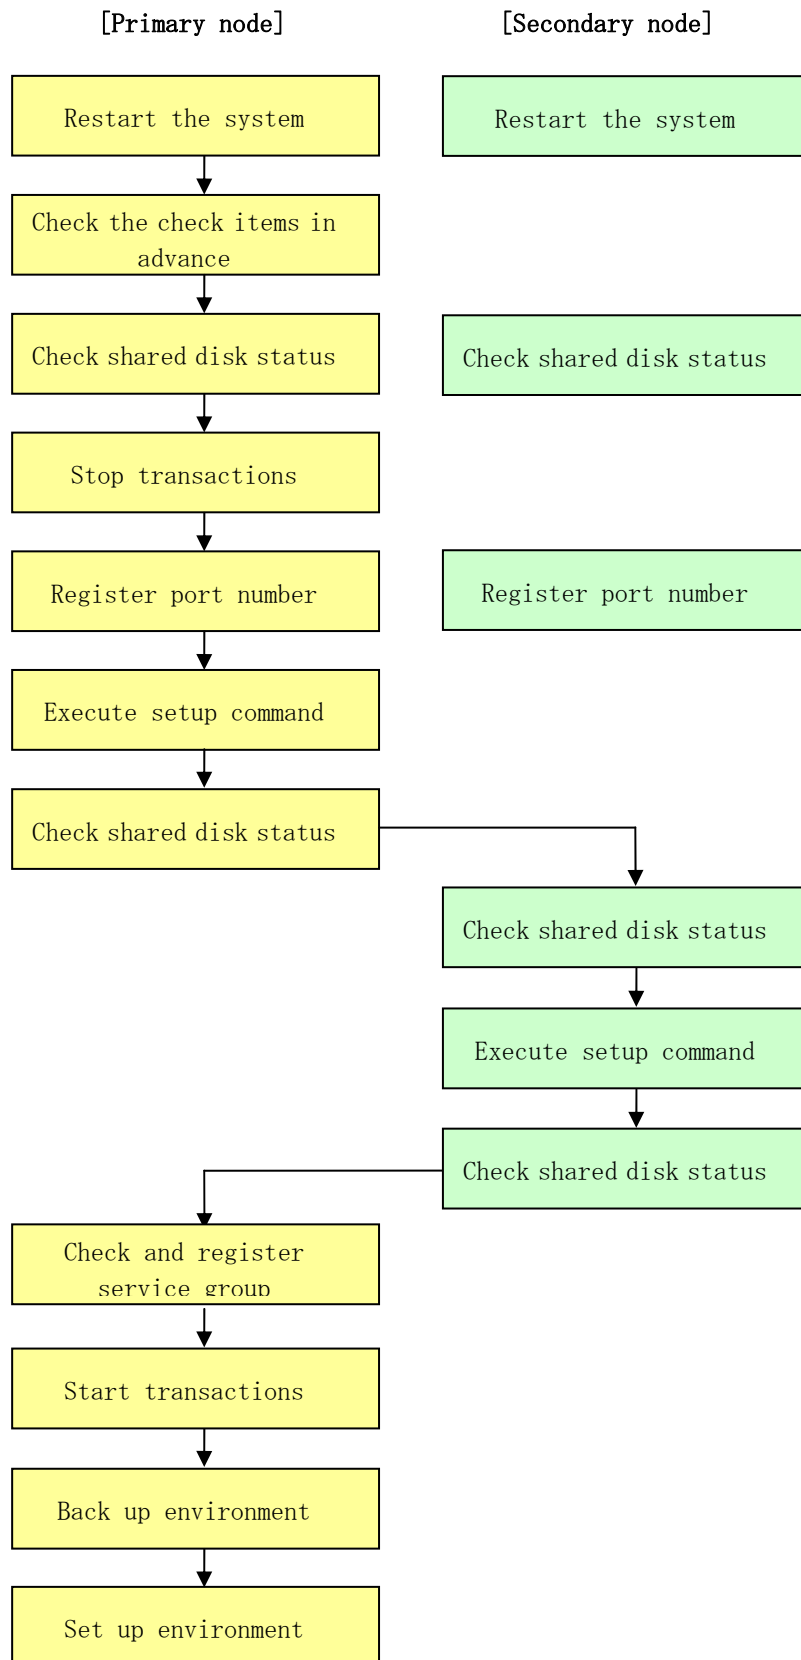 [Primary node]
[Secondary node]
Restart the system
Restart the system
Check the check items in
advance
Check shared disk status
Check shared disk status
Stop transactions
Register port number
Register port number
Execute setup command
Check shared disk status
Check shared disk status
Execute setup command
Check shared disk status
Check and register
service group
Start transactions
Back up environment
Set up environment